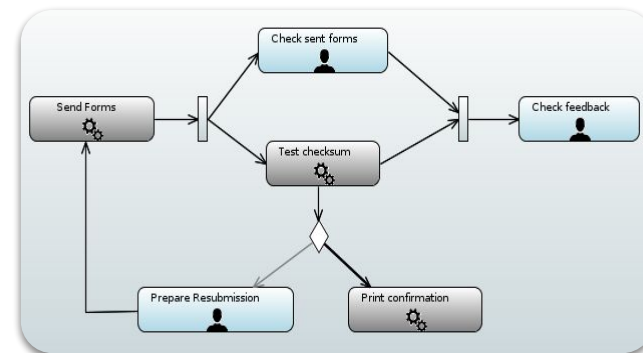 Check sent forms
Send Forms
Check feedback
Test checksum
Prepare Resubmission
Print confirmation